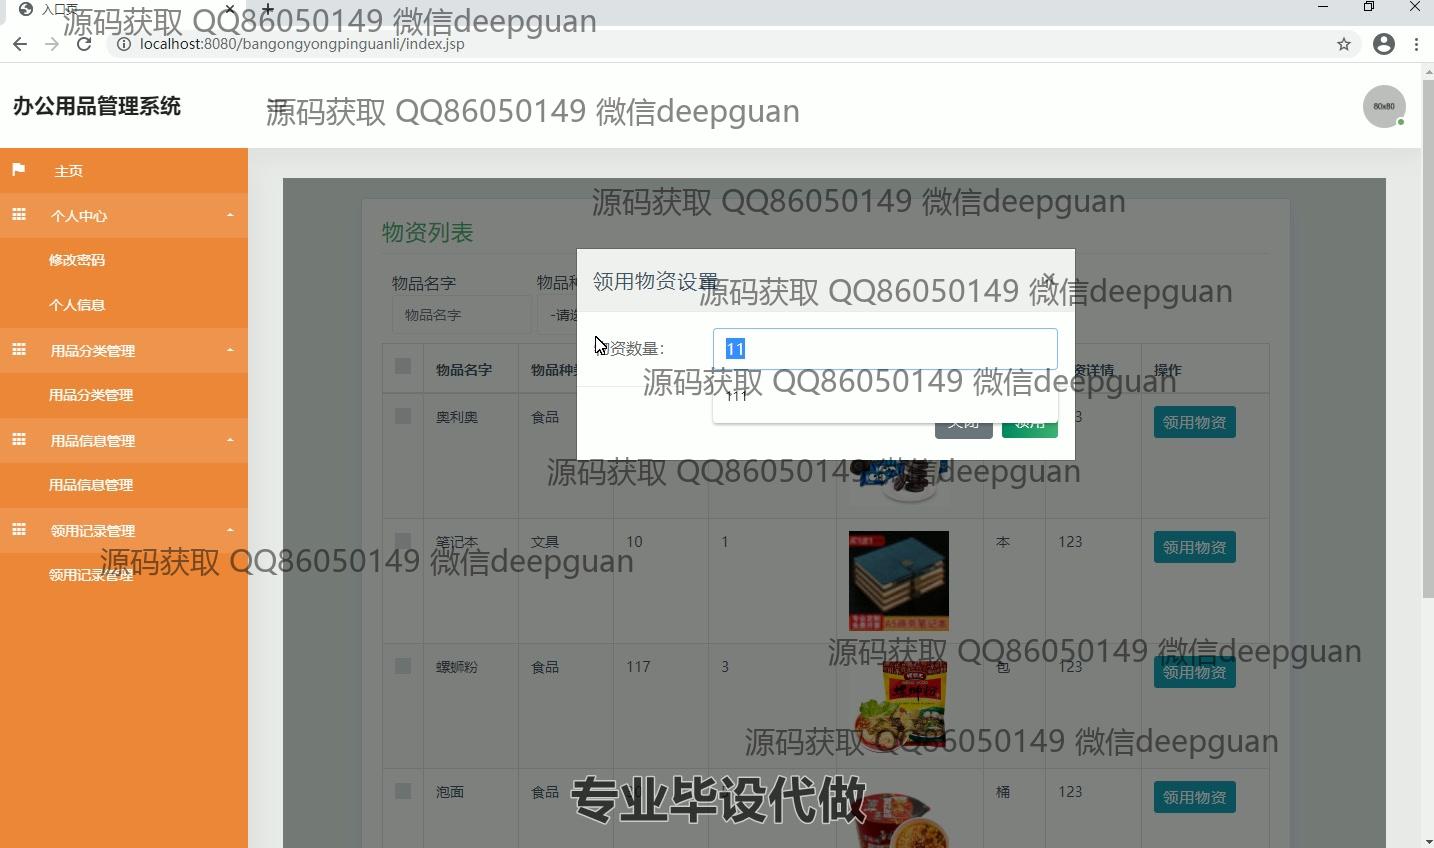 入口页
源码获取 QQ86050149 微信deepguan
localhost:8080/bangongyongpinguanli/index.jsp
办公用品管理系统
源码获取 QQ86050149 微信deepguan
80x80
主页
个人中心
修改密码
个人信息
用品分类管理
用品分类管理
用品信息管理
用品信息管理
领用记录管理
领用记录管理
源码获取 QQ86050149 微信deepguan
源码获取 QQ86050149 微信deepguan
物资列表
物品名字
物品名字
领用物资设置 ×
源码获取 QQ86050149 微信deepguan
物资数量: 11
111
源码获取 QQ86050149 微信deepguan
关闭 领用
物品名字 物品种 资详情 操作
奥利奥 食品 领用物资
源码获取 QQ86050149 微信deepguan
笔记本 文具 10 1 本 123 领用物资
A5商务笔记本
源码获取 QQ86050149 微信deepguan
螺蛳粉 食品 117 3 包 123 领用物资
源码获取 QQ86050149 微信deepguan
泡面 食品 桶 123 领用物资
专业毕设代做